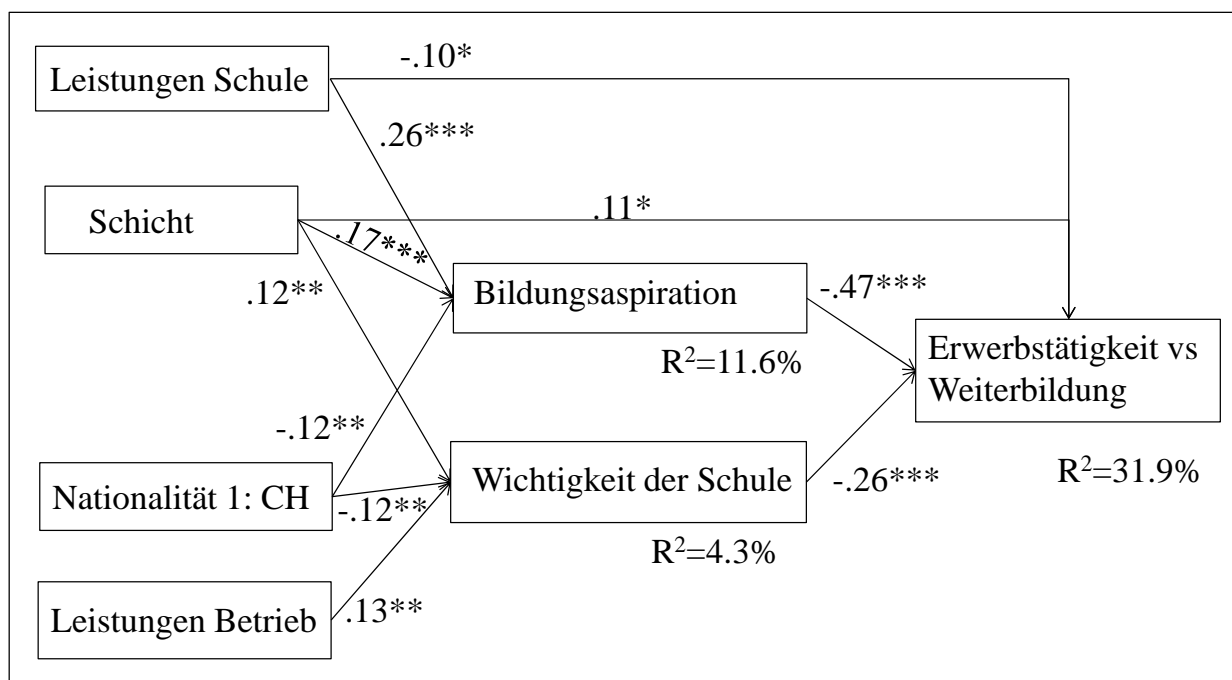 -.10*
Leistungen Schule
.26***
Schicht
.11*
.17***
.12**
Bildungsaspiration
-.47***
R²=11.6%
Erwerbstätigkeit vs
Weiterbildung
-.12**
Wichtigkeit der Schule
R²=31.9%
Nationalität 1: CH
-.12**
-.26***
R²=4.3%
Leistungen Betrieb
.13**